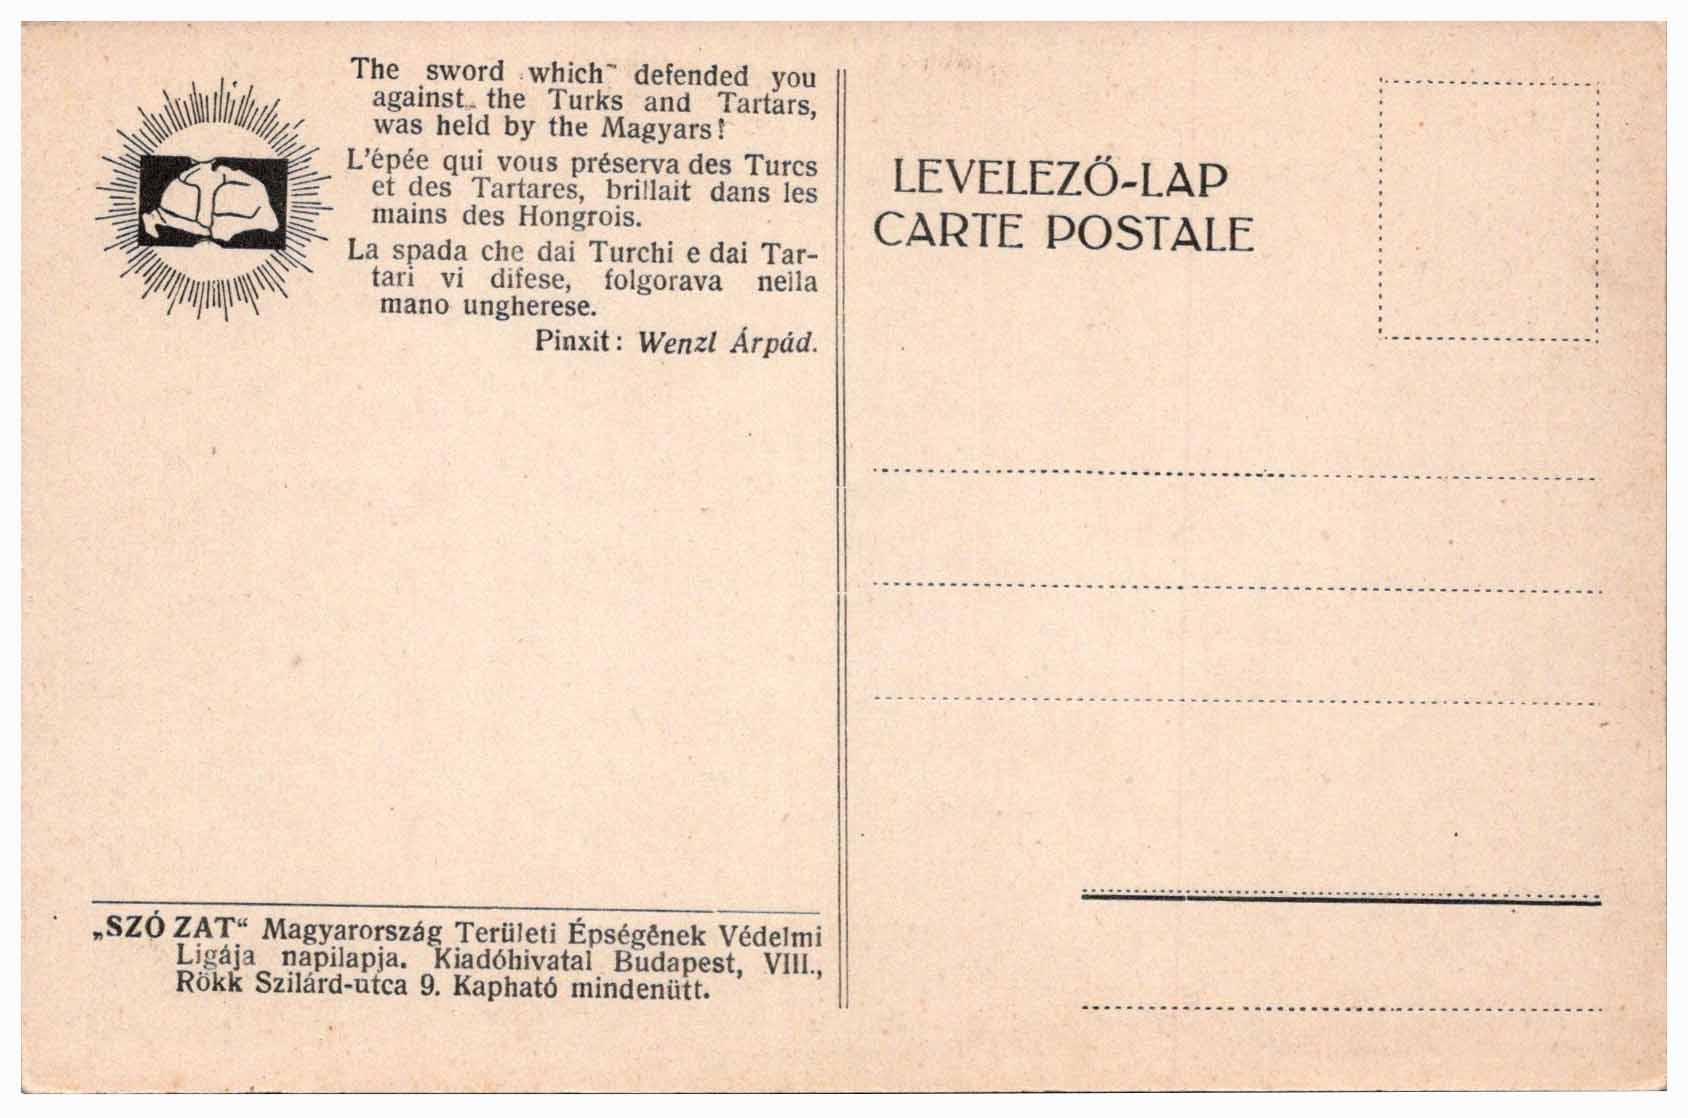 The sword which defended you
against the Turks and Tartars,
was held by the Magyars!
L'épée qui vous préserva des Turcs
et des Tartares, brillait dans les
mains des Hongrois.
La spada che dai Turchi e dai Tar-
tari vi difese, folgorava nella
mano ungherese.
Pinxit: Wenzl Árpád.
„SZÓZAT“ Magyarország Területi Épségének Védelmi
Ligája napilapja. Kiadóhivatal Budapest, VIII.,
Rökk Szilárd-utca 9. Kapható mindenütt.
LEVELEZŐ-LAP
CARTE POSTALE